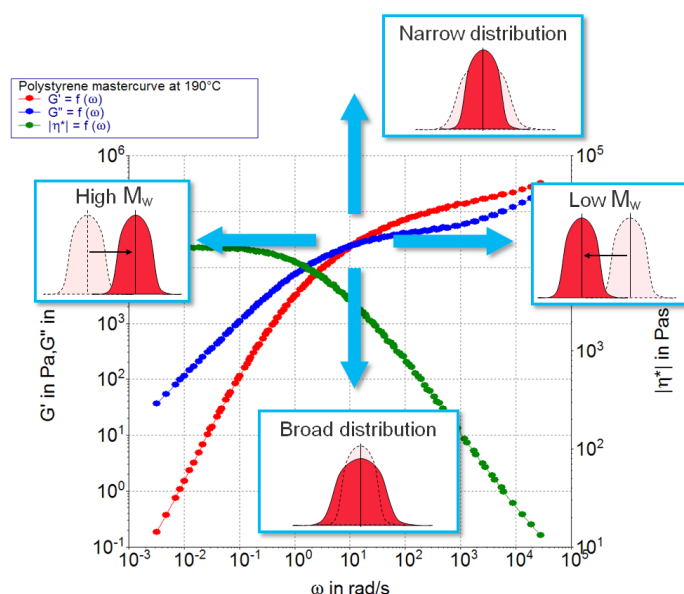 Narrow distribution
Polystyrene mastercurve at 190°C
G' = f (ω)
G'' = f (ω)
|η*| = f (ω)
10⁶
10⁵
High Mw
Low Mw
10³
10²
10¹
10⁰
10⁻¹
G' in Pa,G'' in
10³
10²
10¹
|η*| in Pas
Broad distribution
10⁻³
10⁻²
10⁻¹
10⁰
10¹
10²
10³
10⁴
10⁵
ω in rad/s